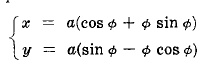 x = a(cos ϕ + ϕ sin ϕ)
y = a(sin ϕ − ϕ cos ϕ)